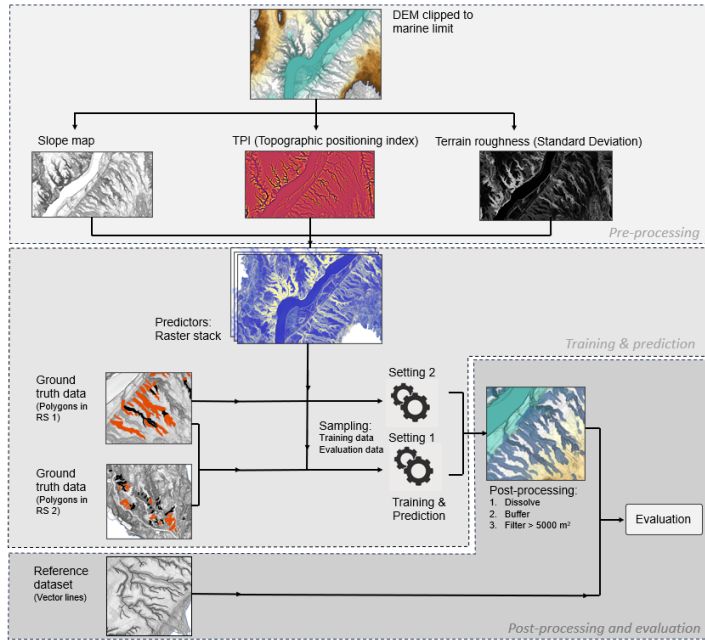 DEM clipped to
marine limit
Slope map
TPI (Topographic positioning index)
Terrain roughness (Standard Deviation)
Pre-processing
Predictors:
Raster stack
Training & prediction
Ground
truth data
(Polygons in
RS 1)
Setting 2
Sampling:
Training data
Evaluation data
Setting 1
Ground
truth data
(Polygons in
RS 2)
Training &
Prediction
Post-processing:
1. Dissolve
2. Buffer
3. Filter > 5000 m²
Evaluation
Reference
dataset
(Vector lines)
Post-processing and evaluation